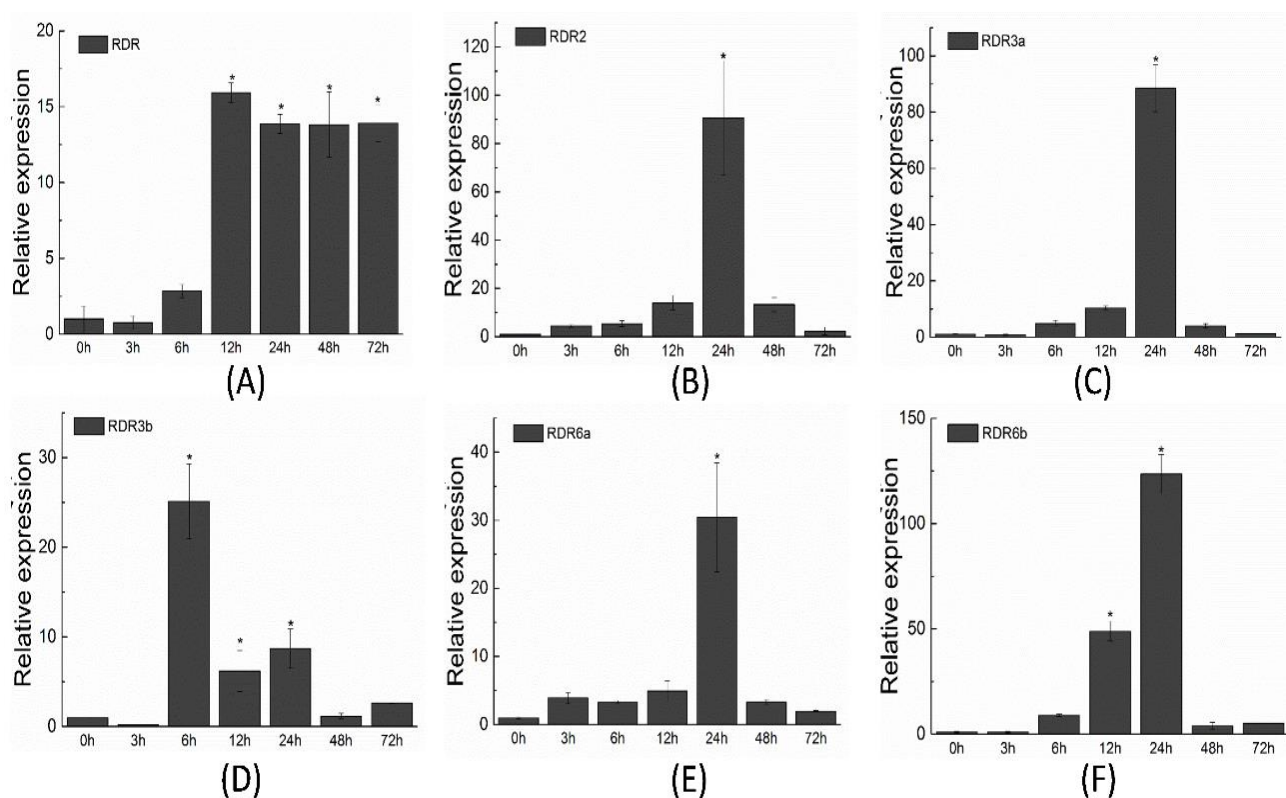 RDR
Relative expression
20
15
10
5
0
* * * *
0h 3h 6h 12h 24h 48h 72h
(A)
RDR2
Relative expression
120
100
80
60
40
20
0
*
0h 3h 6h 12h 24h 48h 72h
(B)
RDR3a
Relative expression
100
80
60
40
20
0
*
0h 3h 6h 12h 24h 48h 72h
(C)
RDR3b
Relative expression
30
20
10
0
* * *
0h 3h 6h 12h 24h 48h 72h
(D)
RDR6a
Relative expression
40
30
20
10
0
*
0h 3h 6h 12h 24h 48h 72h
(E)
RDR6b
Relative expression
150
100
50
0
* *
0h 3h 6h 12h 24h 48h 72h
(F)